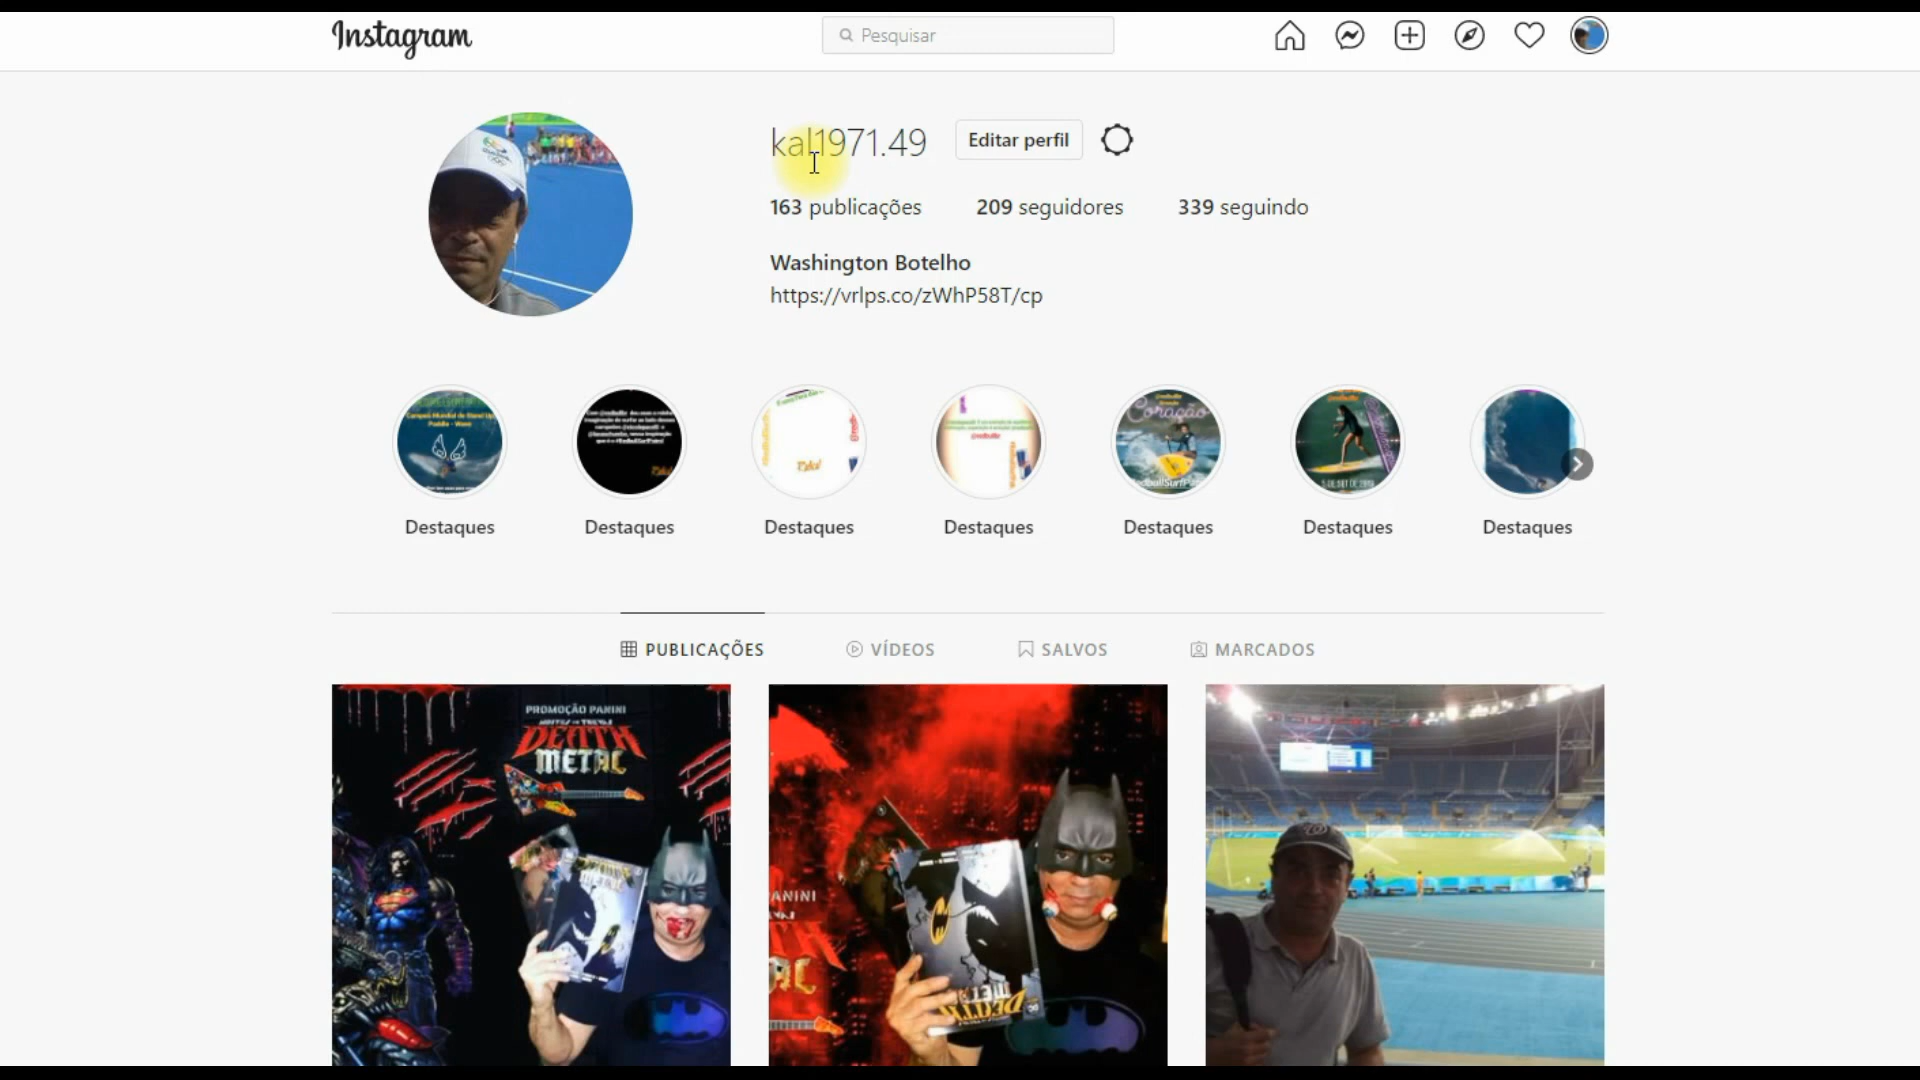 Instagram
Pesquisar
kal1971.49
Editar perfil
163 publicações
209 seguidores
339 seguindo
Washington Botelho
https://vrlps.co/zWhP58T/cp
Coração
Destaques
Destaques
Destaques
Destaques
Destaques
Destaques
Destaques
PUBLICAÇÕES
VÍDEOS
SALVOS
MARCADOS
PROMOÇÃO PANINI
DEATH
METAL